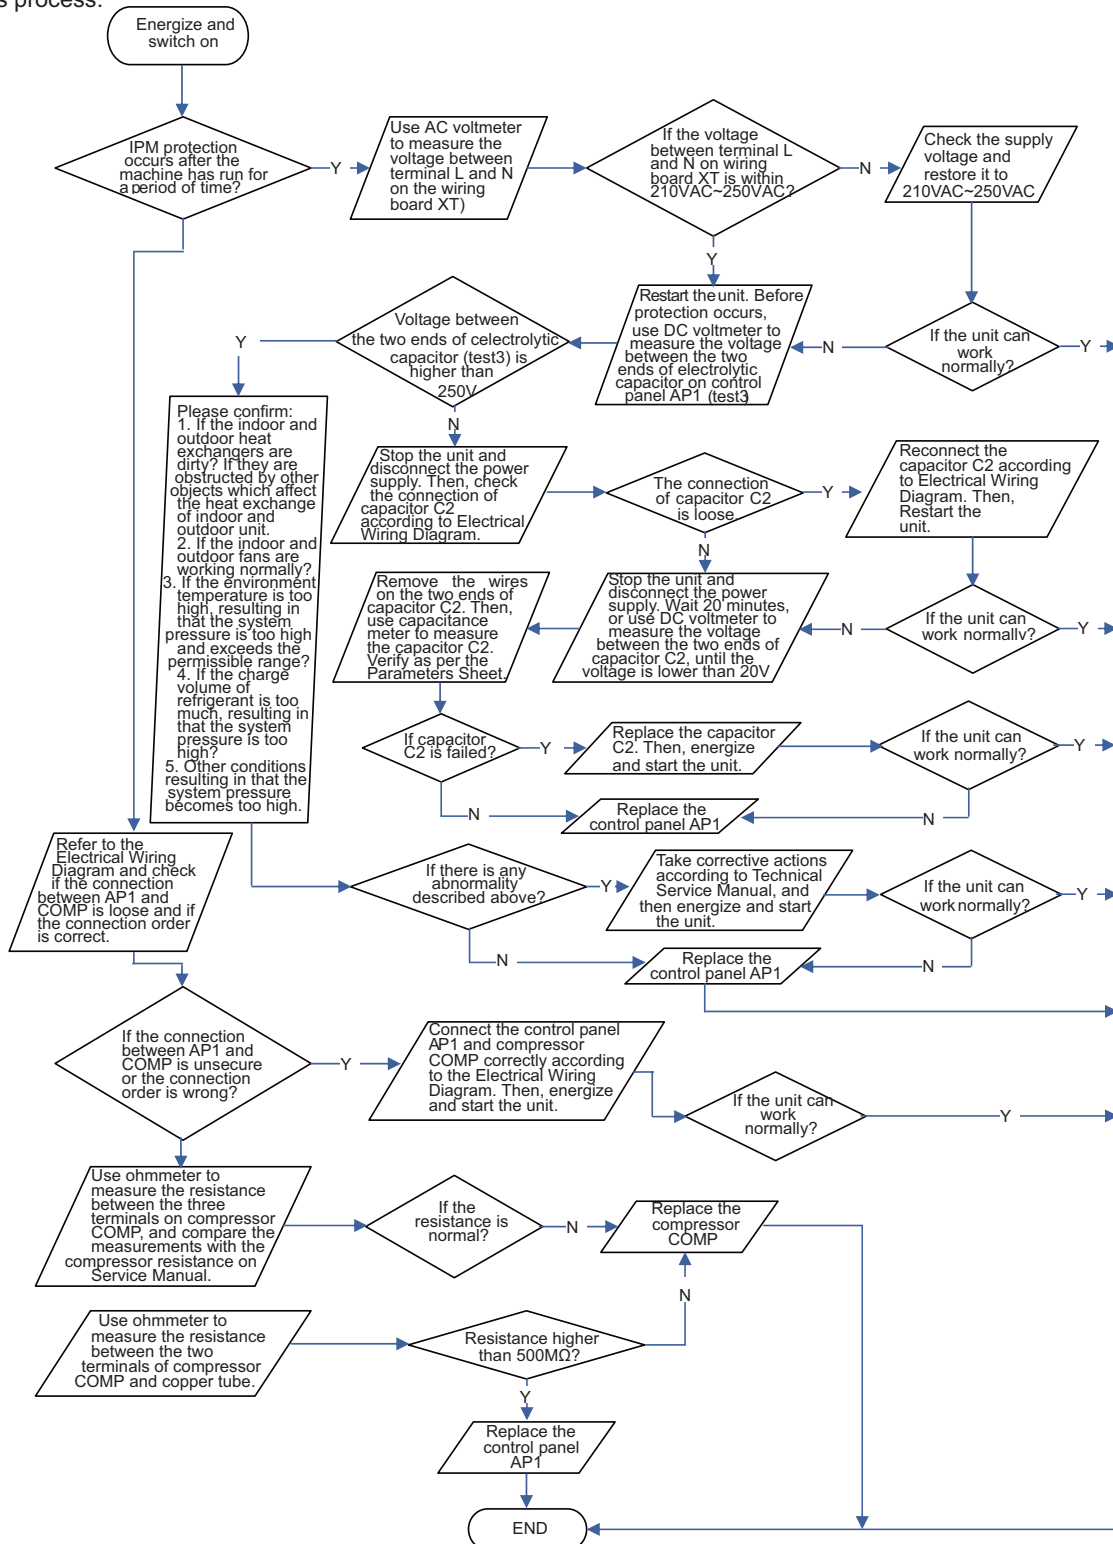 s process.
Energize and
switch on
IPM protection
occurs after the
machine has run for
a period of time?
Y
Use AC voltmeter
to measure the
voltage between
terminal L and N
on the wiring
board XT)
If the voltage
between terminal L
and N on wiring
board XT is within
210VAC~250VAC?
N
Check the supply
voltage and
restore it to
210VAC~250VAC
Y
Restart the unit. Before
protection occurs,
use DC voltmeter to
measure the voltage
between the two
ends of electrolytic
capacitor on control
panel AP1 (test3)
N
If the unit can
work
normally?
Y
Voltage between
the two ends of celectrolytic
capacitor (test3) is
higher than
250V
Y
N
Please confirm:
1. If the indoor and
outdoor heat
exchangers are
dirty? If they are
obstructed by other
objects which affect
the heat exchange
of indoor and
outdoor unit.
2. If the indoor and
outdoor fans are
working normally?
3. If the environment
temperature is too
high, resulting in
that the system
pressure is too high
and exceeds the
permissible range?
4. If the charge
volume of
refrigerant is too
much, resulting in
that the system
pressure is too
high?
5. Other conditions
resulting in that the
system pressure
becomes too high.
Stop the unit and
disconnect the power
supply. Then, check
the connection of
capacitor C2
according to Electrical
Wiring Diagram.
The connection
of capacitor C2
is loose.
Y
Reconnect the
capacitor C2 according
to Electrical Wiring
Diagram. Then,
Restart the
unit.
N
Remove the wires
on the two ends of
capacitor C2. Then,
use capacitance
meter to measure
the capacitor C2.
Verify as per the
Parameters Sheet.
Stop the unit and
disconnect the power
supply. Wait 20 minutes,
or use DC voltmeter to
measure the voltage
between the two ends of
capacitor C2, until the
voltage is lower than 20V
N
If the unit can
work normally?
Y
If capacitor
C2 is failed?
Y
Replace the capacitor
C2. Then, energize
and start the unit.
If the unit can
work normally?
Y
N
Replace the
control panel AP1
N
Refer to the
Electrical Wiring
Diagram and check
if the connection
between AP1 and
COMP is loose and if
the connection order
is correct.
If there is any
abnormality
described above?
Y
Take corrective actions
according to Technical
Service Manual, and
then energize and start
the unit.
If the unit can
work normally?
Y
N
Replace the
control panel AP1
N
If the connection
between AP1 and
COMP is unsecure
or the connection
order is wrong?
Y
Connect the control panel
AP1 and compressor
COMP correctly according
to the Electrical Wiring
Diagram. Then, energize
and start the unit.
If the unit can
work
normally?
Y
Use ohmmeter to
measure the resistance
between the three
terminals on compressor
COMP, and compare the
measurements with the
compressor resistance on
Service Manual.
If the
resistance is
normal?
N
Replace the
compressor
COMP
N
Use ohmmeter to
measure the resistance
between the two
terminals of compressor
COMP and copper tube.
Resistance higher
than 500MΩ?
Y
Replace the
control panel
AP1
END